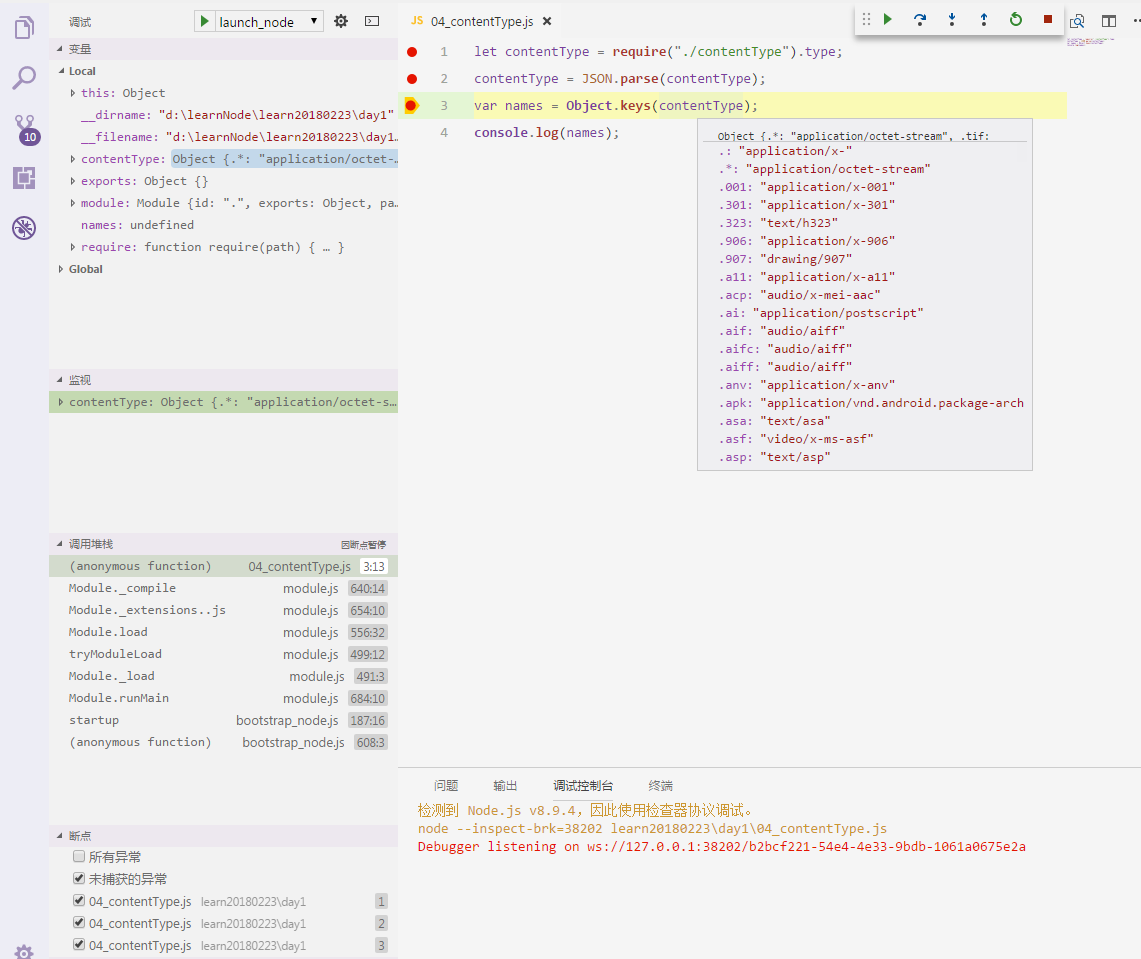 调试
launch_node
变量
Local
this: Object
__dirname: "d:\learnNode\learn20180223\day1"
__filename: "d:\learnNode\learn20180223\day1…
contentType: Object {.*: "application/octet-…
exports: Object {}
module: Module {id: ".", exports: Object, pa…
names: undefined
require: function require(path) { … }
Global
监视
contentType: Object {.*: "application/octet-s…
调用堆栈 因断点暂停
(anonymous function) 04_contentType.js 3:13
Module._compile module.js 640:14
Module._extensions..js module.js 654:10
Module.load module.js 556:32
tryModuleLoad module.js 499:12
Module._load module.js 491:3
Module.runMain module.js 684:10
startup bootstrap_node.js 187:16
(anonymous function) bootstrap_node.js 608:3
断点
所有异常
未捕获的异常
04_contentType.js learn20180223\day1 1
04_contentType.js learn20180223\day1 2
04_contentType.js learn20180223\day1 3
10
JS 04_contentType.js
1 let contentType = require("./contentType").type;
2 contentType = JSON.parse(contentType);
3 var names = Object.keys(contentType);
4 console.log(names);
Object {.*: "application/octet-stream", .tif:
.: "application/x-"
.*: "application/octet-stream"
.001: "application/x-001"
.301: "application/x-301"
.323: "text/h323"
.906: "application/x-906"
.907: "drawing/907"
.a11: "application/x-a11"
.acp: "audio/x-mei-aac"
.ai: "application/postscript"
.aif: "audio/aiff"
.aifc: "audio/aiff"
.aiff: "audio/aiff"
.anv: "application/x-anv"
.apk: "application/vnd.android.package-arch
.asa: "text/asa"
.asf: "video/x-ms-asf"
.asp: "text/asp"
问题 输出 调试控制台 终端
检测到 Node.js v8.9.4，因此使用检查器协议调试。
node --inspect-brk=38202 learn20180223\day1\04_contentType.js
Debugger listening on ws://127.0.0.1:38202/b2bcf221-54e4-4e33-9bdb-1061a0675e2a